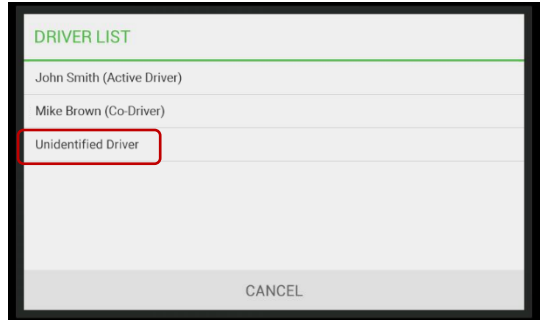 DRIVER LIST
John Smith (Active Driver)
Mike Brown (Co-Driver)
Unidentified Driver
CANCEL